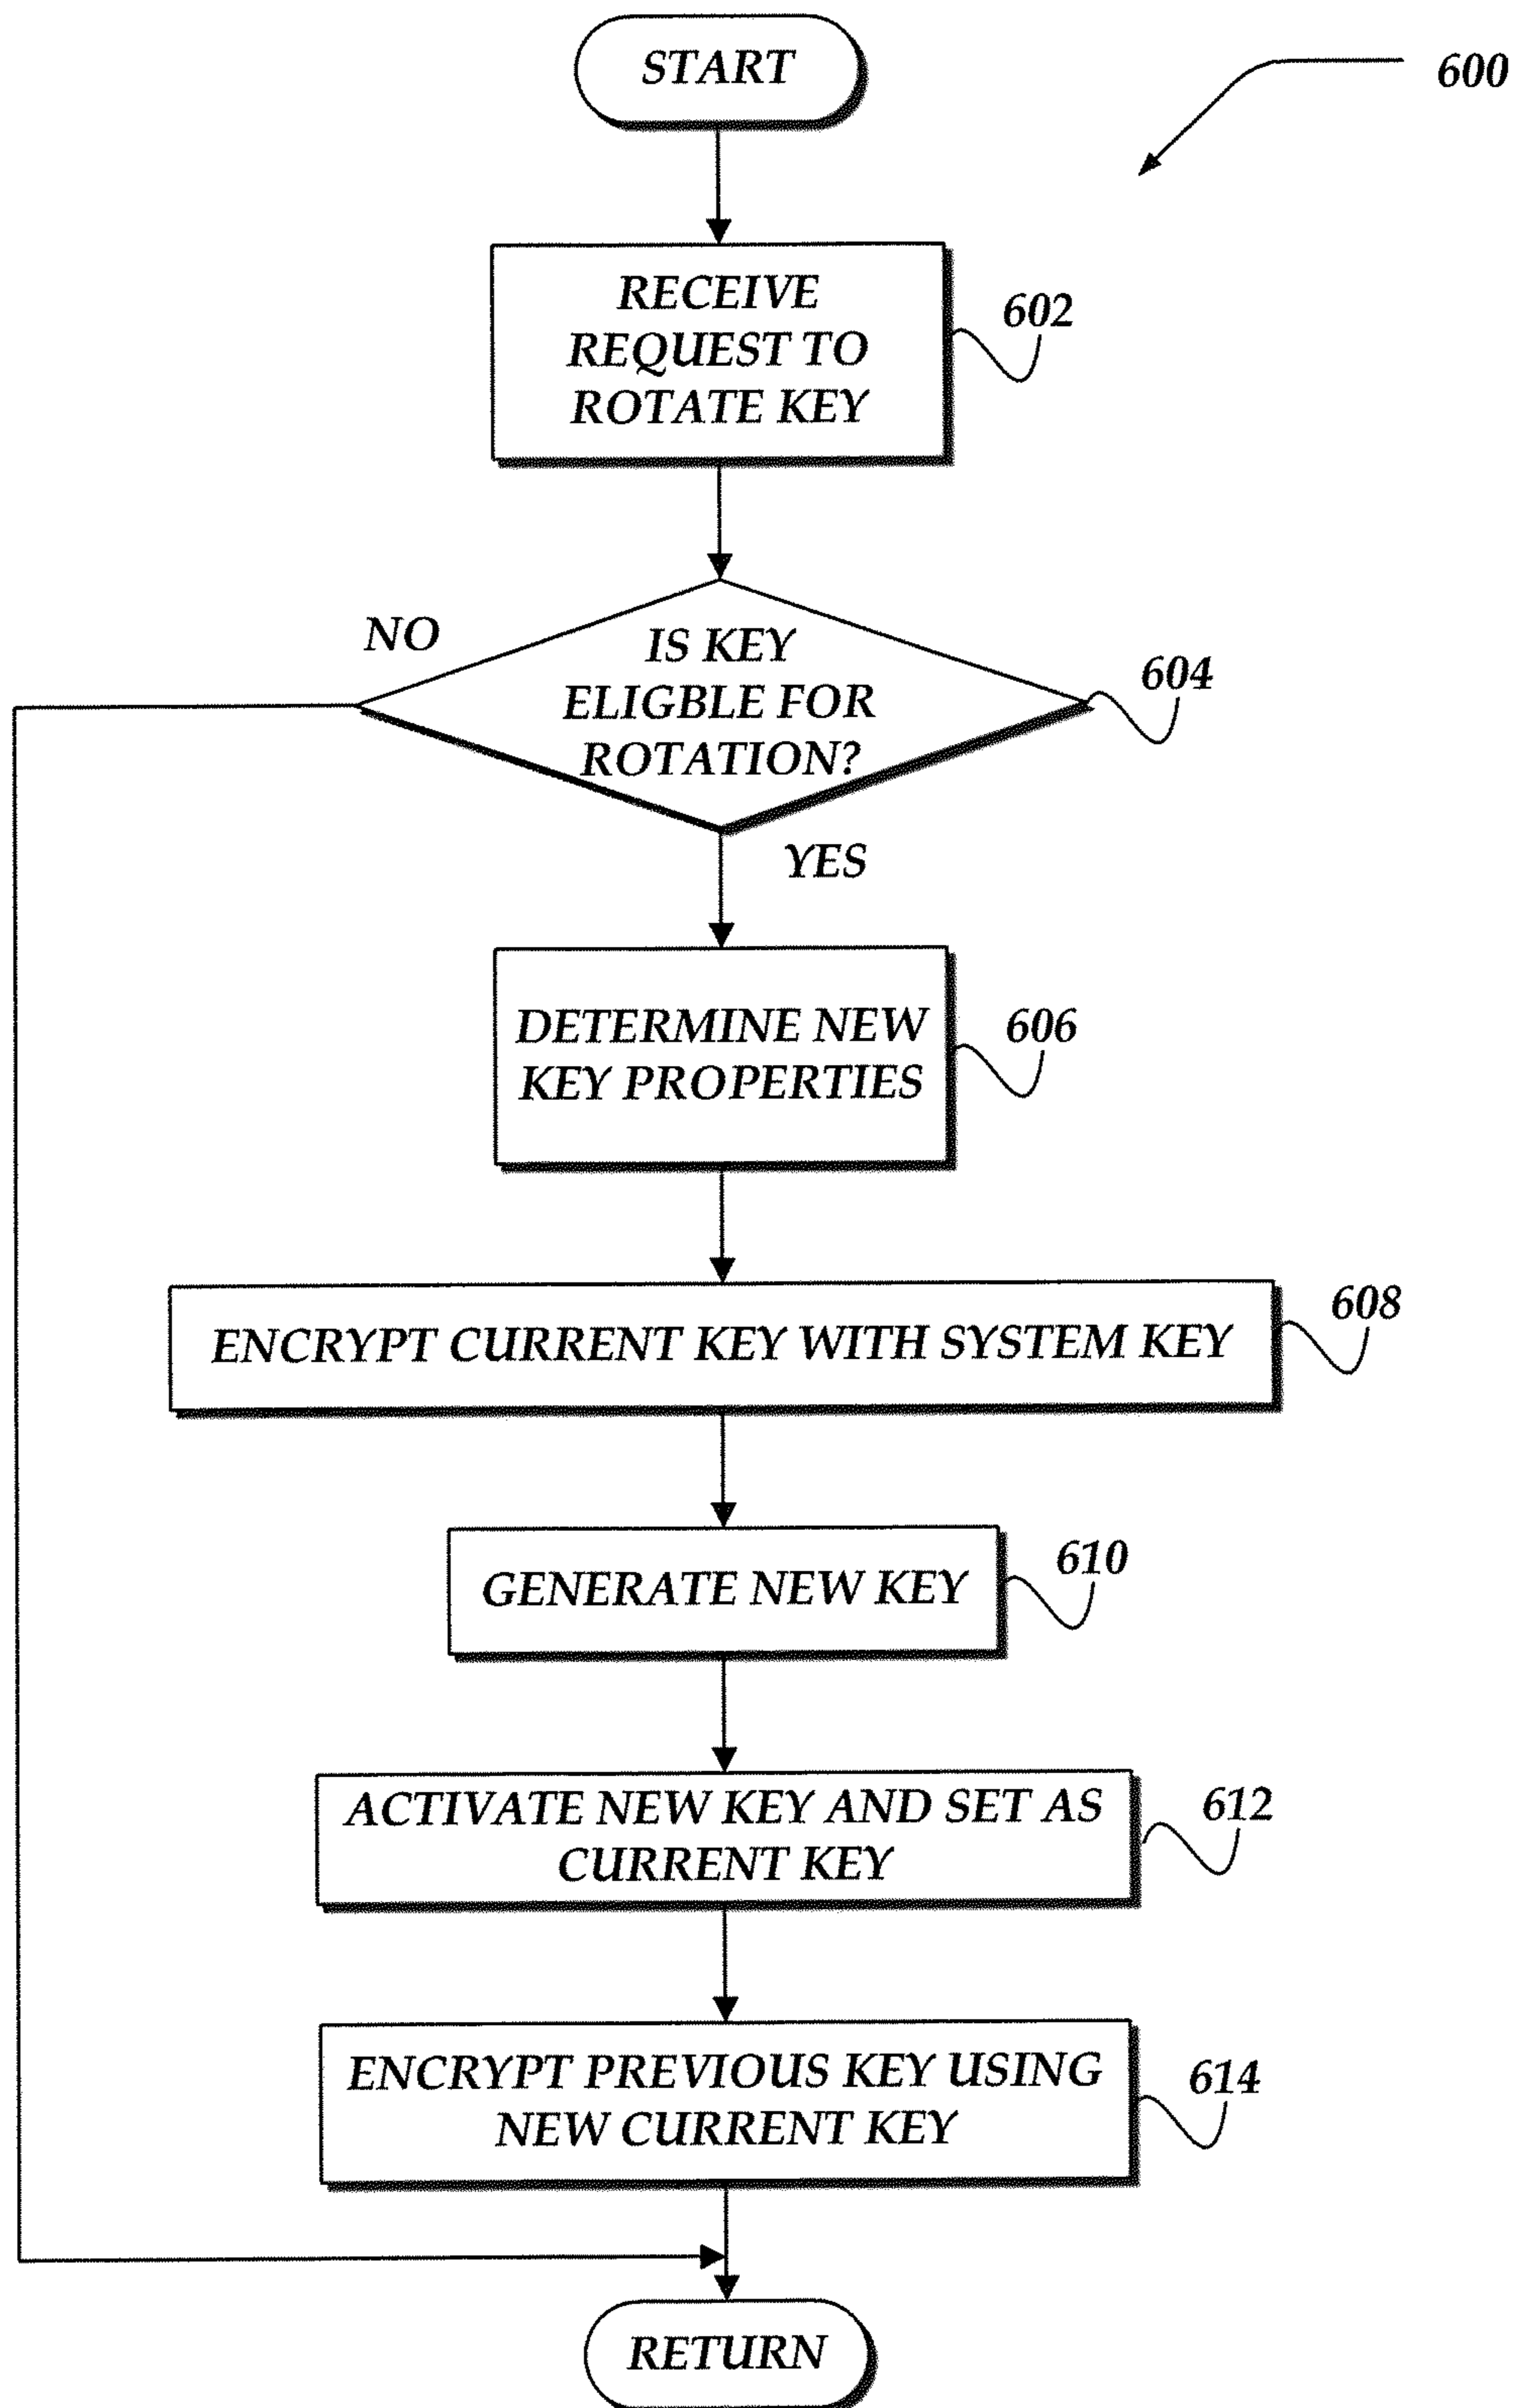 START
600
RECEIVE
REQUEST TO
ROTATE KEY
602
NO
IS KEY
ELIGBLE FOR
ROTATION?
604
YES
DETERMINE NEW
KEY PROPERTIES
606
ENCRYPT CURRENT KEY WITH SYSTEM KEY
608
GENERATE NEW KEY
610
ACTIVATE NEW KEY AND SET AS
CURRENT KEY
612
ENCRYPT PREVIOUS KEY USING
NEW CURRENT KEY
614
RETURN